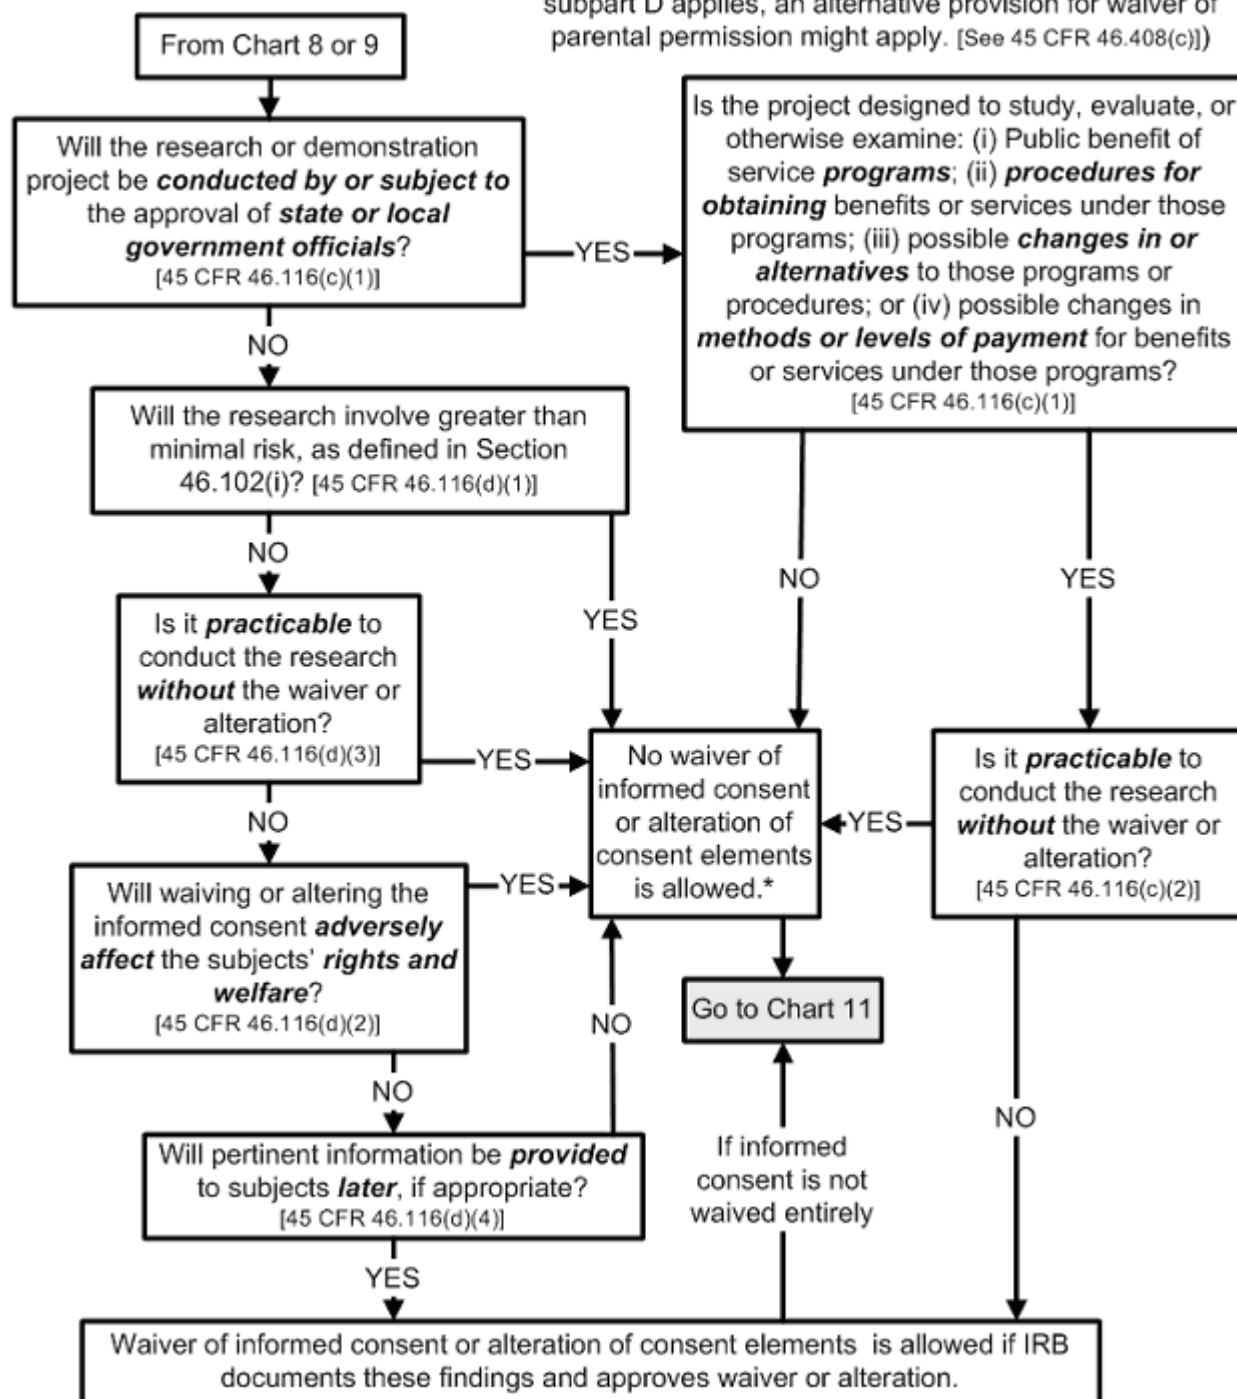 subpart D applies, an alternative provision for waiver of
parental permission might apply. [See 45 CFR 46.408(c)])
From Chart 8 or 9
Will the research or demonstration
project be conducted by or subject to
the approval of state or local
government officials?
[45 CFR 46.116(c)(1)]
YES
Is the project designed to study, evaluate, or
otherwise examine: (i) Public benefit of
service programs; (ii) procedures for
obtaining benefits or services under those
programs; (iii) possible changes in or
alternatives to those programs or
procedures; or (iv) possible changes in
methods or levels of payment for benefits
or services under those programs?
[45 CFR 46.116(c)(1)]
NO
Will the research involve greater than
minimal risk, as defined in Section
46.102(i)? [45 CFR 46.116(d)(1)]
NO
YES
NO
YES
Is it practicable to
conduct the research
without the waiver or
alteration?
[45 CFR 46.116(d)(3)]
YES
No waiver of
informed consent
or alteration of
consent elements
is allowed.*
YES
Is it practicable to
conduct the research
without the waiver or
alteration?
[45 CFR 46.116(c)(2)]
NO
Will waiving or altering the
informed consent adversely
affect the subjects' rights and
welfare?
[45 CFR 46.116(d)(2)]
YES
NO
Go to Chart 11
NO
Will pertinent information be provided
to subjects later, if appropriate?
[45 CFR 46.116(d)(4)]
If informed
consent is not
waived entirely
NO
YES
Waiver of informed consent or alteration of consent elements is allowed if IRB
documents these findings and approves waiver or alteration.